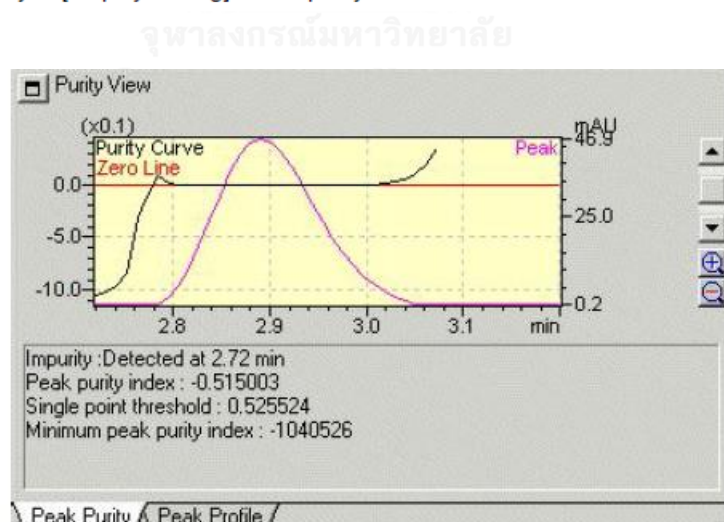 จุฬาลงกรณ์มหาวิทยาลัย
Purity View
(x0.1)
mAU
Purity Curve
Zero Line
Peak
46.9
0.0
-5.0
-10.0
25.0
0.2
2.8 2.9 3.0 3.1 min
Impurity :Detected at 2.72 min
Peak purity index : -0.515003
Single point threshold : 0.525524
Minimum peak purity index : -1040526
Peak Purity Peak Profile